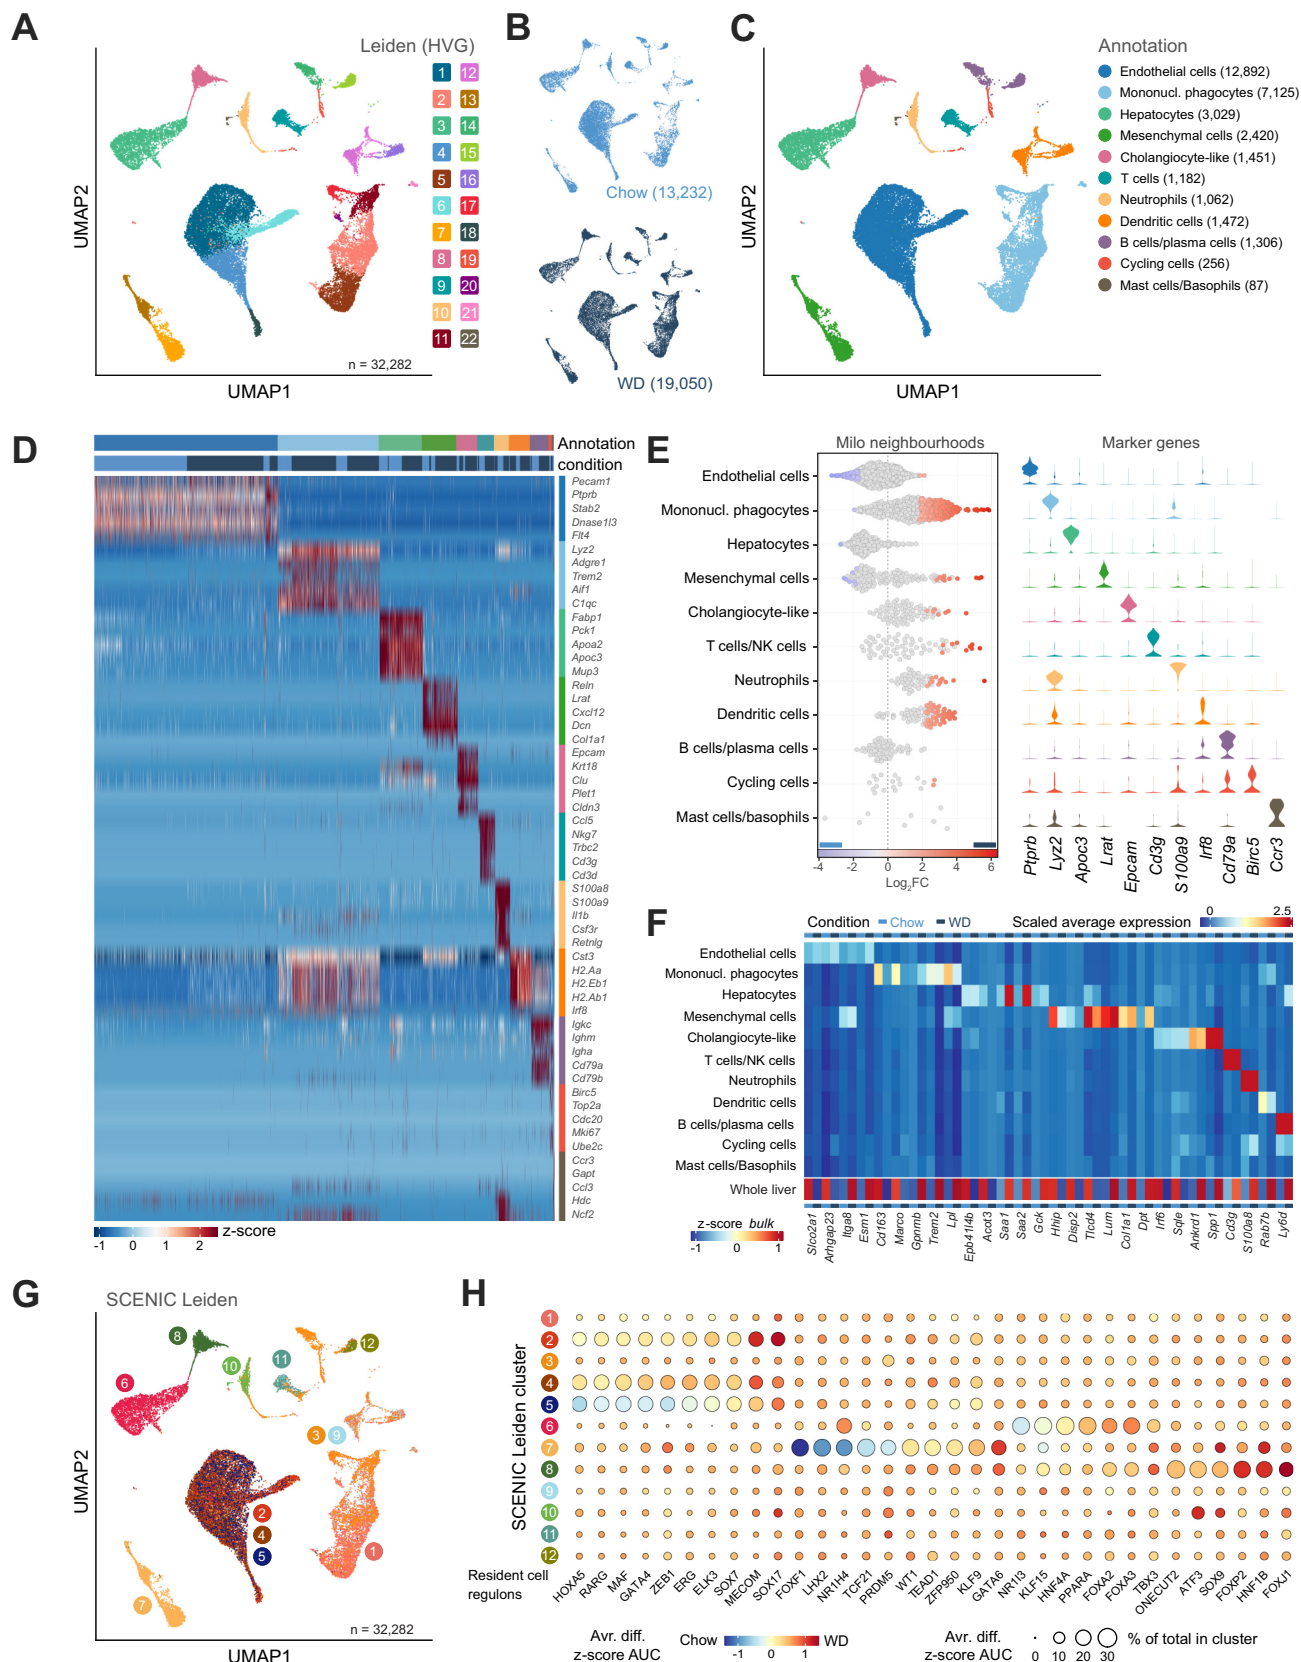 A
Leiden (HVG)
1 12
2 13
3 14
4 15
5 16
6 17
7 18
8 19
9 20
10 21
11 22
n = 32,282
UMAP1
UMAP2
B
Chow (13,232)
WD (19,050)
C
Annotation
Endothelial cells (12,892)
Mononucl. phagocytes (7,125)
Hepatocytes (3,029)
Mesenchymal cells (2,420)
Cholangiocyte-like (1,451)
T cells (1,182)
Neutrophils (1,062)
Dendritic cells (1,472)
B cells/plasma cells (1,306)
Cycling cells (256)
Mast cells/Basophils (87)
UMAP1
UMAP2
D
Annotation
condition
Pecam1
Ptprb
Stab2
Dnase1l3
Flt4
Lyz2
Adgre1
Trem2
Aif1
C1qc
Fabp1
Pck1
Apoa2
Apoc3
Mup3
Reln
Lrat
Cxcl12
Dcn
Col1a1
Epcam
Krt18
Clu
Plet1
Cldn3
Ccl5
Nkg7
Trbc2
Cd3g
Cd3d
S100a8
S100a9
Il1b
Csf3r
Retnlg
Cst3
H2.Aa
H2.Eb1
H2.Ab1
Irf8
Igkc
Ighm
Igha
Cd79a
Cd79b
Birc5
Top2a
Cdc20
Mki67
Ube2c
Ccr3
Gapt
Ccl3
Hdc
Ncf2
z-score
-1 0 1 2
E
Milo neighbourhoods
Marker genes
Endothelial cells
Mononucl. phagocytes
Hepatocytes
Mesenchymal cells
Cholangiocyte-like
T cells/NK cells
Neutrophils
Dendritic cells
B cells/plasma cells
Cycling cells
Mast cells/basophils
-4 -2 0 2 4 6
Log2FC
Ptprb
Lyz2
Apoc3
Lrat
Epcam
Cd3g
S100a9
Irf8
Cd79a
Birc5
Ccr3
F
Condition Chow WD
Scaled average expression 0 2.5
Endothelial cells
Mononucl. phagocytes
Hepatocytes
Mesenchymal cells
Cholangiocyte-like
T cells/NK cells
Neutrophils
Dendritic cells
B cells/plasma cells
Cycling cells
Mast cells/Basophils
Whole liver
z-score bulk
-1 0 1
Slco2a1
Arhgap23
Itga8
Esm1
Cd163
Marco
Gpnmb
Trem2
Lpl
Epb41l4b
Acot3
Saa1
Saa2
Gck
Hhip
Disp2
Tlcd4
Lum
Col1a1
Dpt
Irf6
Sqle
Ankrd1
Spp1
Cd3g
S100a8
Rab7b
Ly6d
G
SCENIC Leiden
8
12
10
11
6
3 9
2
4
5
1
7
n = 32,282
UMAP1
UMAP2
H
SCENIC Leiden cluster
1
2
3
4
5
6
7
8
9
10
11
12
Resident cell
regulons
HOXA5
RARG
MAF
GATA4
ZEB1
ERG
ELK3
SOX7
MECOM
SOX17
FOXF1
LHX2
NR1H4
TCF21
PRDM5
WT1
TEAD1
ZFP950
KLF9
GATA6
NR1I3
KLF15
HNF4A
PPARA
FOXA2
FOXA3
TBX3
ONECUT2
ATF3
SOX9
FOXP2
HNF1B
FOXJ1
Avr. diff.
z-score AUC
Chow WD
-1 0 1
Avr. diff.
z-score AUC
0 10 20 30
% of total in cluster